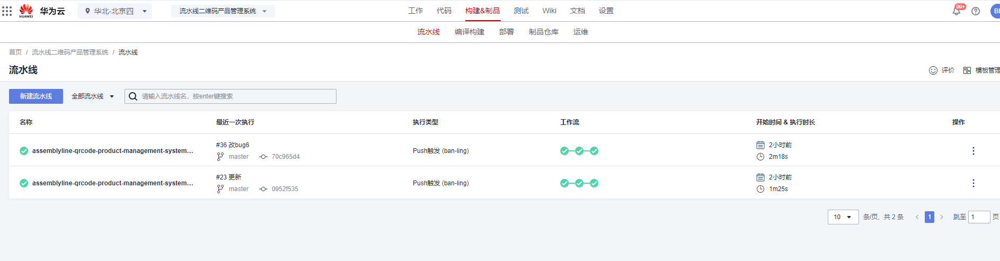 HUAWEI 华为云 华北-北京四 流水线二维码产品管理系统 工作 代码 构建&制品 测试 Wiki 文档 设置 99+
流水线 编译构建 部署 制品仓库 运维
首页 / 流水线二维码产品管理系统 / 流水线
流水线 评价 模板管理
新建流水线 全部流水线 请输入流水线名，按enter键搜索
名称 最近一次执行 执行类型 工作流 开始时间 & 执行时长 操作
assemblyline-qrcode-product-management-system... #36 改bug6 Push触发 (ban-ling) 2小时前
master 70c965d4 2m18s
assemblyline-qrcode-product-management-system... #23 更新 Push触发 (ban-ling) 2小时前
master 0952f535 1m25s
10 条/页, 共 2 条 1 跳至 1 页